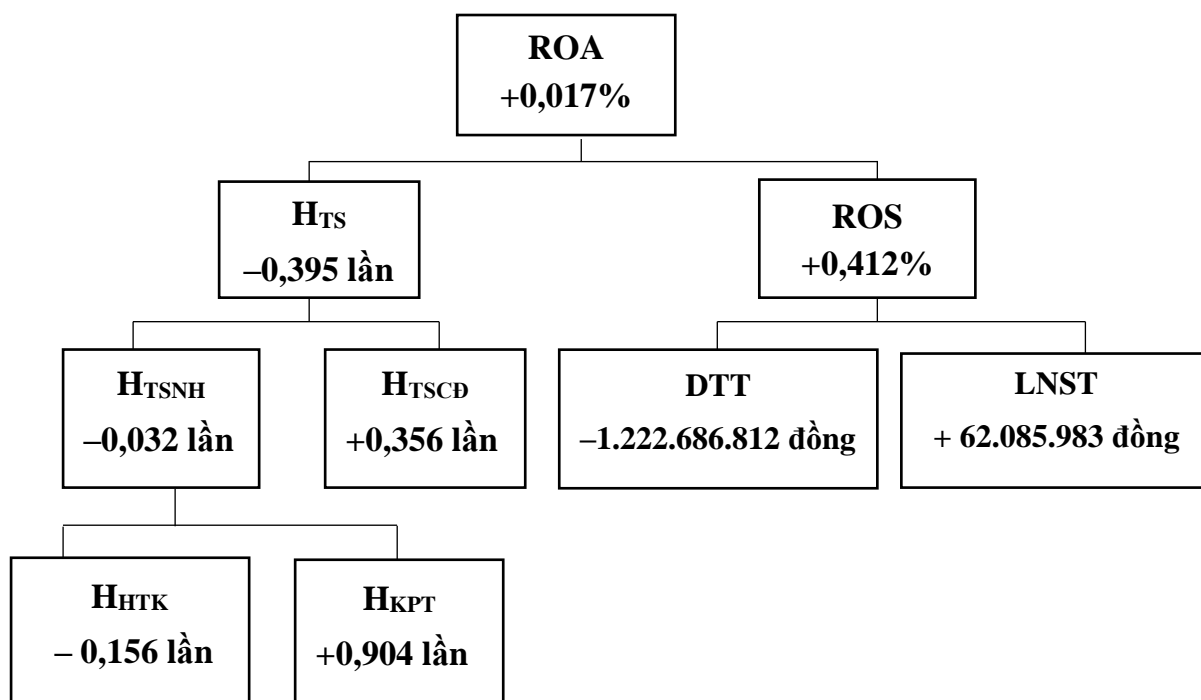 ROA
+0,017%
HTS
–0,395 lần
ROS
+0,412%
HTSNH
–0,032 lần
HTSCĐ
+0,356 lần
DTT
–1.222.686.812 đồng
LNST
+ 62.085.983 đồng
HHTK
– 0,156 lần
HKPT
+0,904 lần